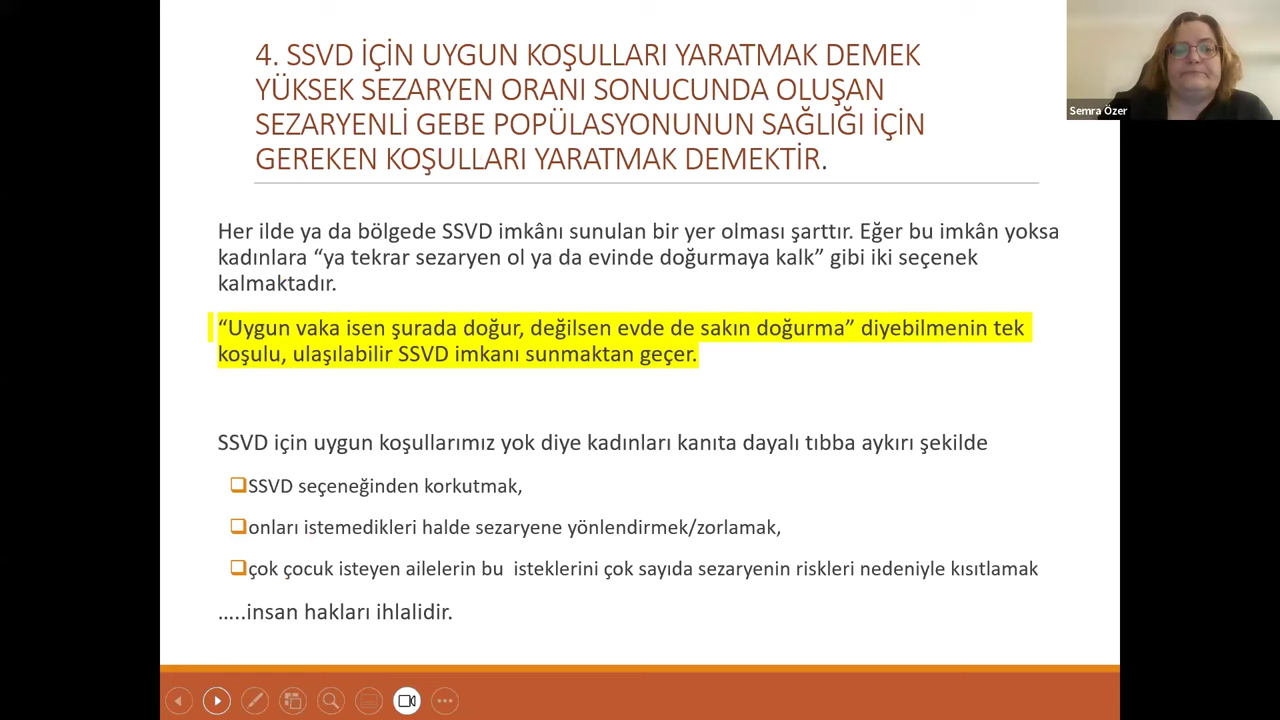 4. SSVD İÇİN UYGUN KOŞULLARI YARATMAK DEMEK
YÜKSEK SEZARYEN ORANI SONUCUNDA OLUŞAN
SEZARYENLİ GEBE POPÜLASYONUNUN SAĞLIĞI İÇİN
GEREKEN KOŞULLARI YARATMAK DEMEKTİR.
Semra Özer
Her ilde ya da bölgede SSVD imkânı sunulan bir yer olması şarttır. Eğer bu imkân yoksa
kadınlara “ya tekrar sezaryen ol ya da evinde doğurmaya kalk” gibi iki seçenek
kalmaktadır.
“Uygun vaka isen şurada doğur, değilsen evde de sakın doğurma” diyebilmenin tek
koşulu, ulaşılabilir SSVD imkanı sunmaktan geçer.
SSVD için uygun koşullarımız yok diye kadınları kanıta dayalı tıbba aykırı şekilde
❑SSVD seçeneğinden korkutmak,
❑onları istemedikleri halde sezaryene yönlendirmek/zorlamak,
❑çok çocuk isteyen ailelerin bu  isteklerini çok sayıda sezaryenin riskleri nedeniyle kısıtlamak
…..insan hakları ihlalidir.